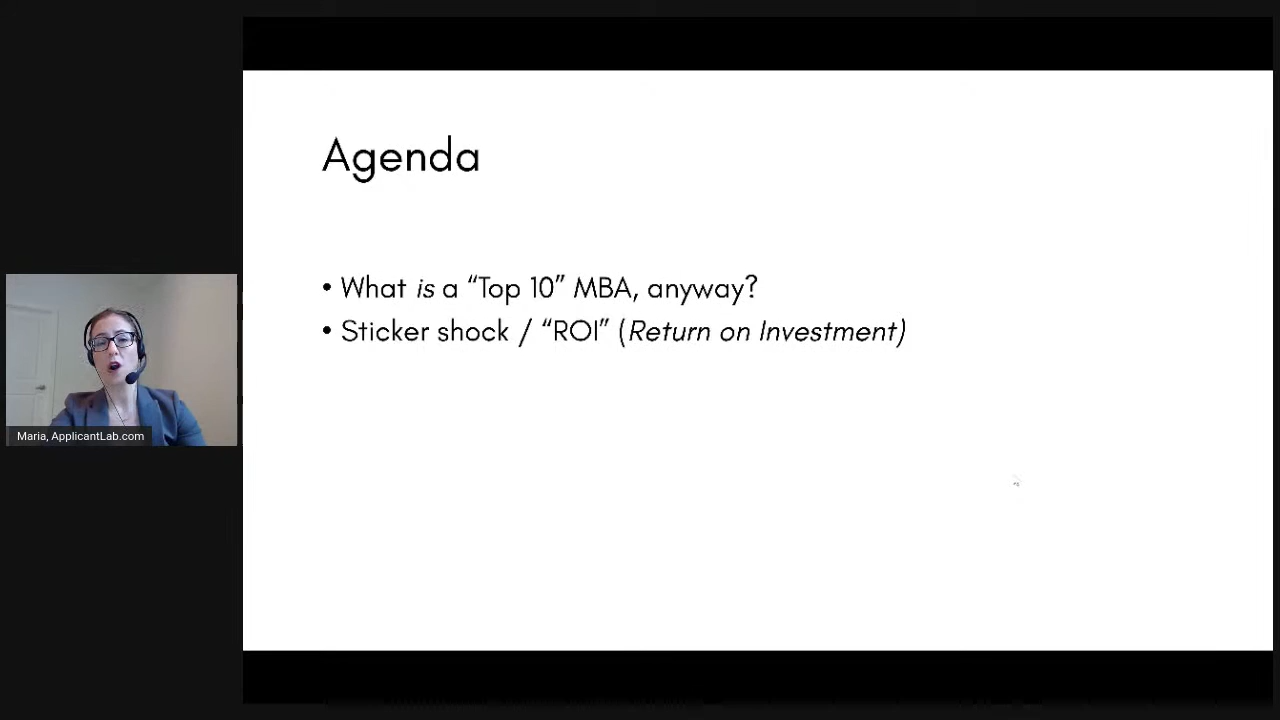 Agenda
• What is a “Top 10” MBA, anyway?
• Sticker shock / “ROI” (Return on Investment)
Maria, ApplicantLab.com